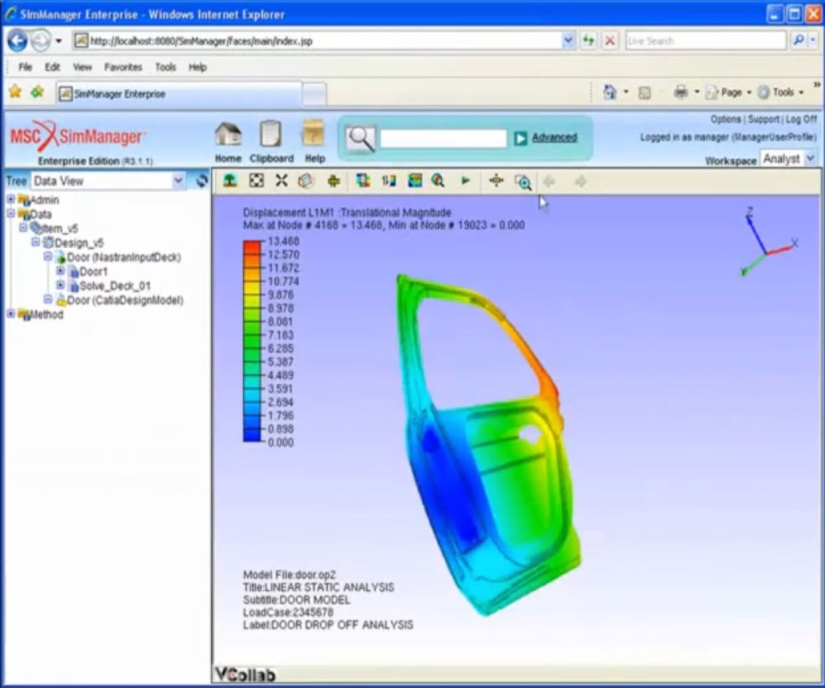 SimManager Enterprise - Windows Internet Explorer
http://localhost:8080/SimManager/faces/main/index.jsp
Live Search
File Edit View Favorites Tools Help
SimManager Enterprise
Page Tools
Options | Support | Log Off
MSC SimManager
Advanced
Logged in as manager (ManagerUserProfile)
Enterprise Edition (R3.1.1)
Home Clipboard Help
Workspace Analyst
Tree Data View
Admin
Data
Item_v5
Design_v5
Door (NastranInputDeck)
Door1
Solve_Deck_01
Door (CatiaDesignModel)
Method
Displacement L1M1 :Translational Magnitude
Max at Node # 4168 = 13.468, Min at Node # 19023 = 0.000
13.468
12.570
11.672
10.774
9.876
8.978
8.081
7.183
6.285
5.387
4.489
3.591
2.694
1.796
0.898
0.000
Z
X
Y
Model File:door.op2
Title:LINEAR STATIC ANALYSIS
Subtitle:DOOR MODEL
LoadCase:2345678
Label:DOOR DROP OFF ANALYSIS
VCollab